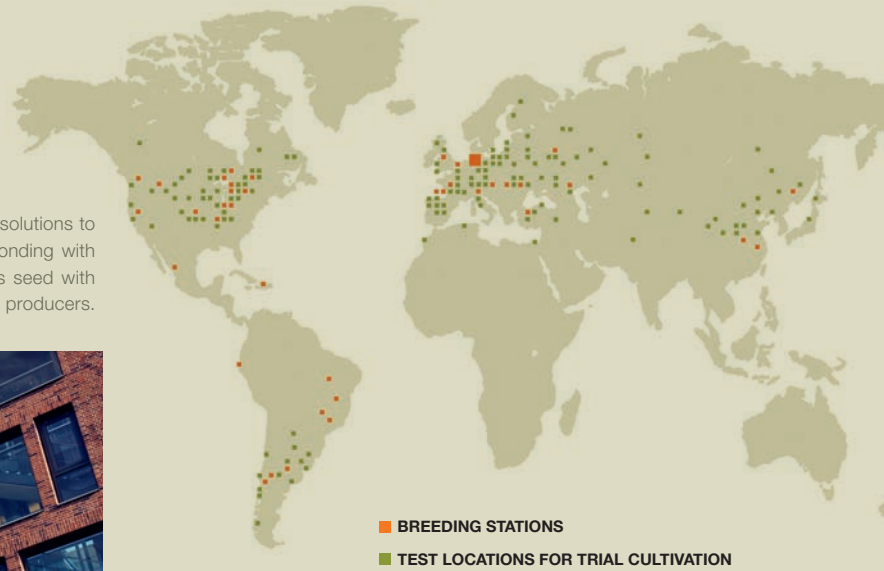 solutions to
onding with
s seed with
producers.
BREEDING STATIONS
TEST LOCATIONS FOR TRIAL CULTIVATION